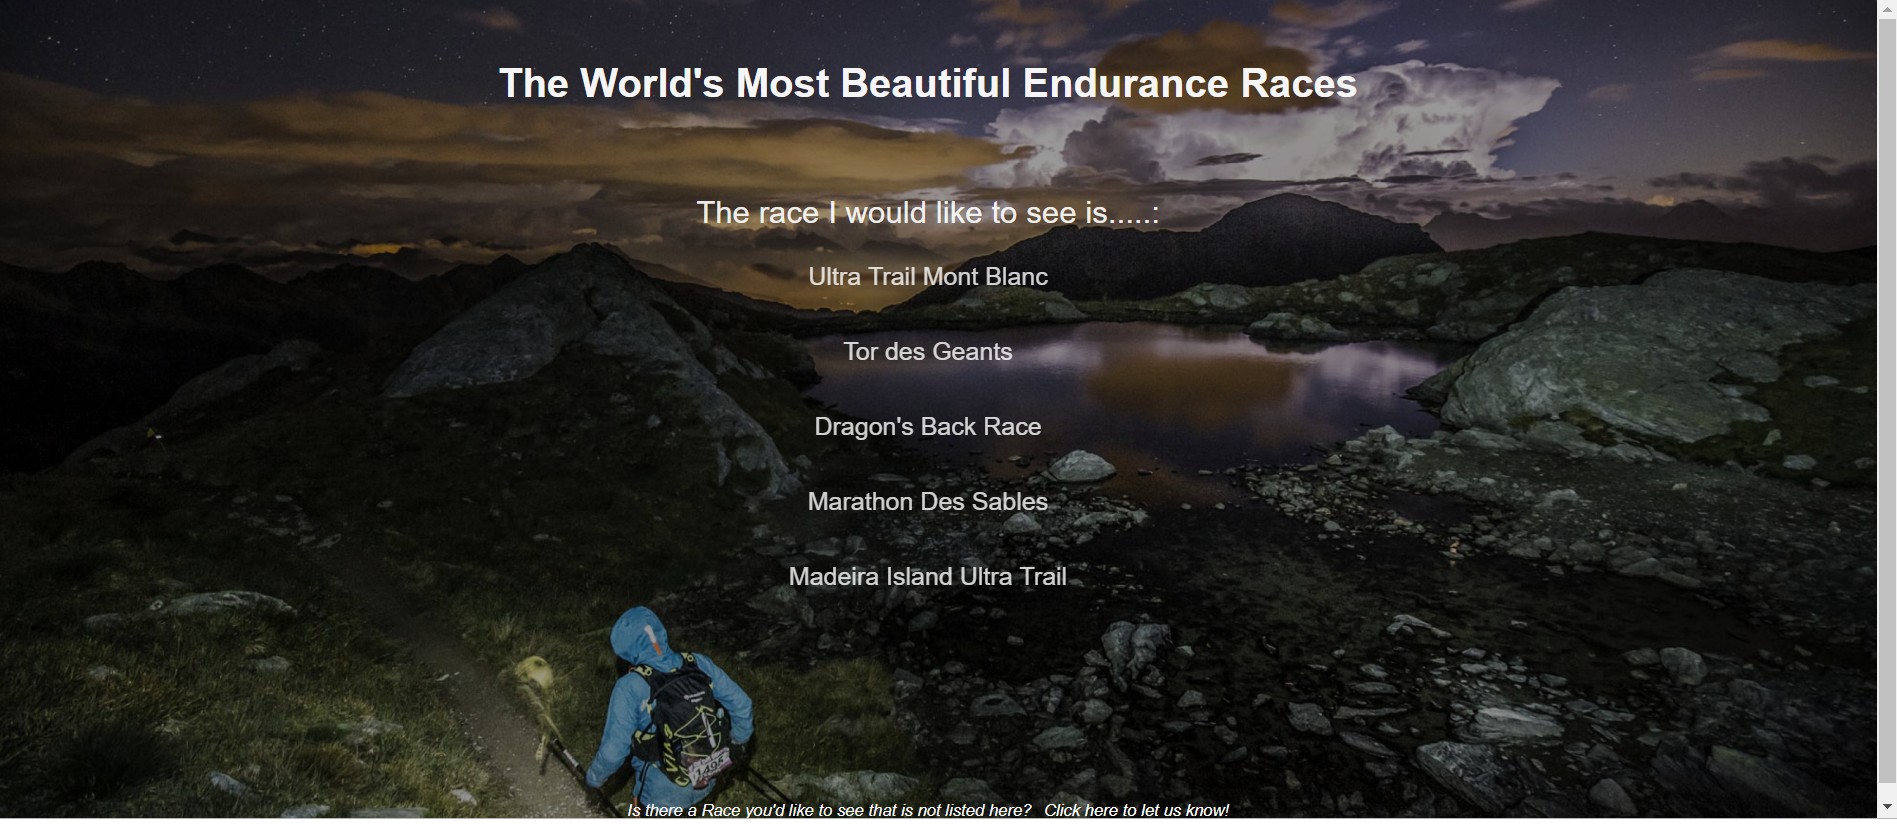 The World's Most Beautiful Endurance Races
The race I would like to see is.....:
Ultra Trail Mont Blanc
Tor des Geants
Dragon's Back Race
Marathon Des Sables
Madeira Island Ultra Trail
Is there a Race you'd like to see that is not listed here? Click here to let us know!